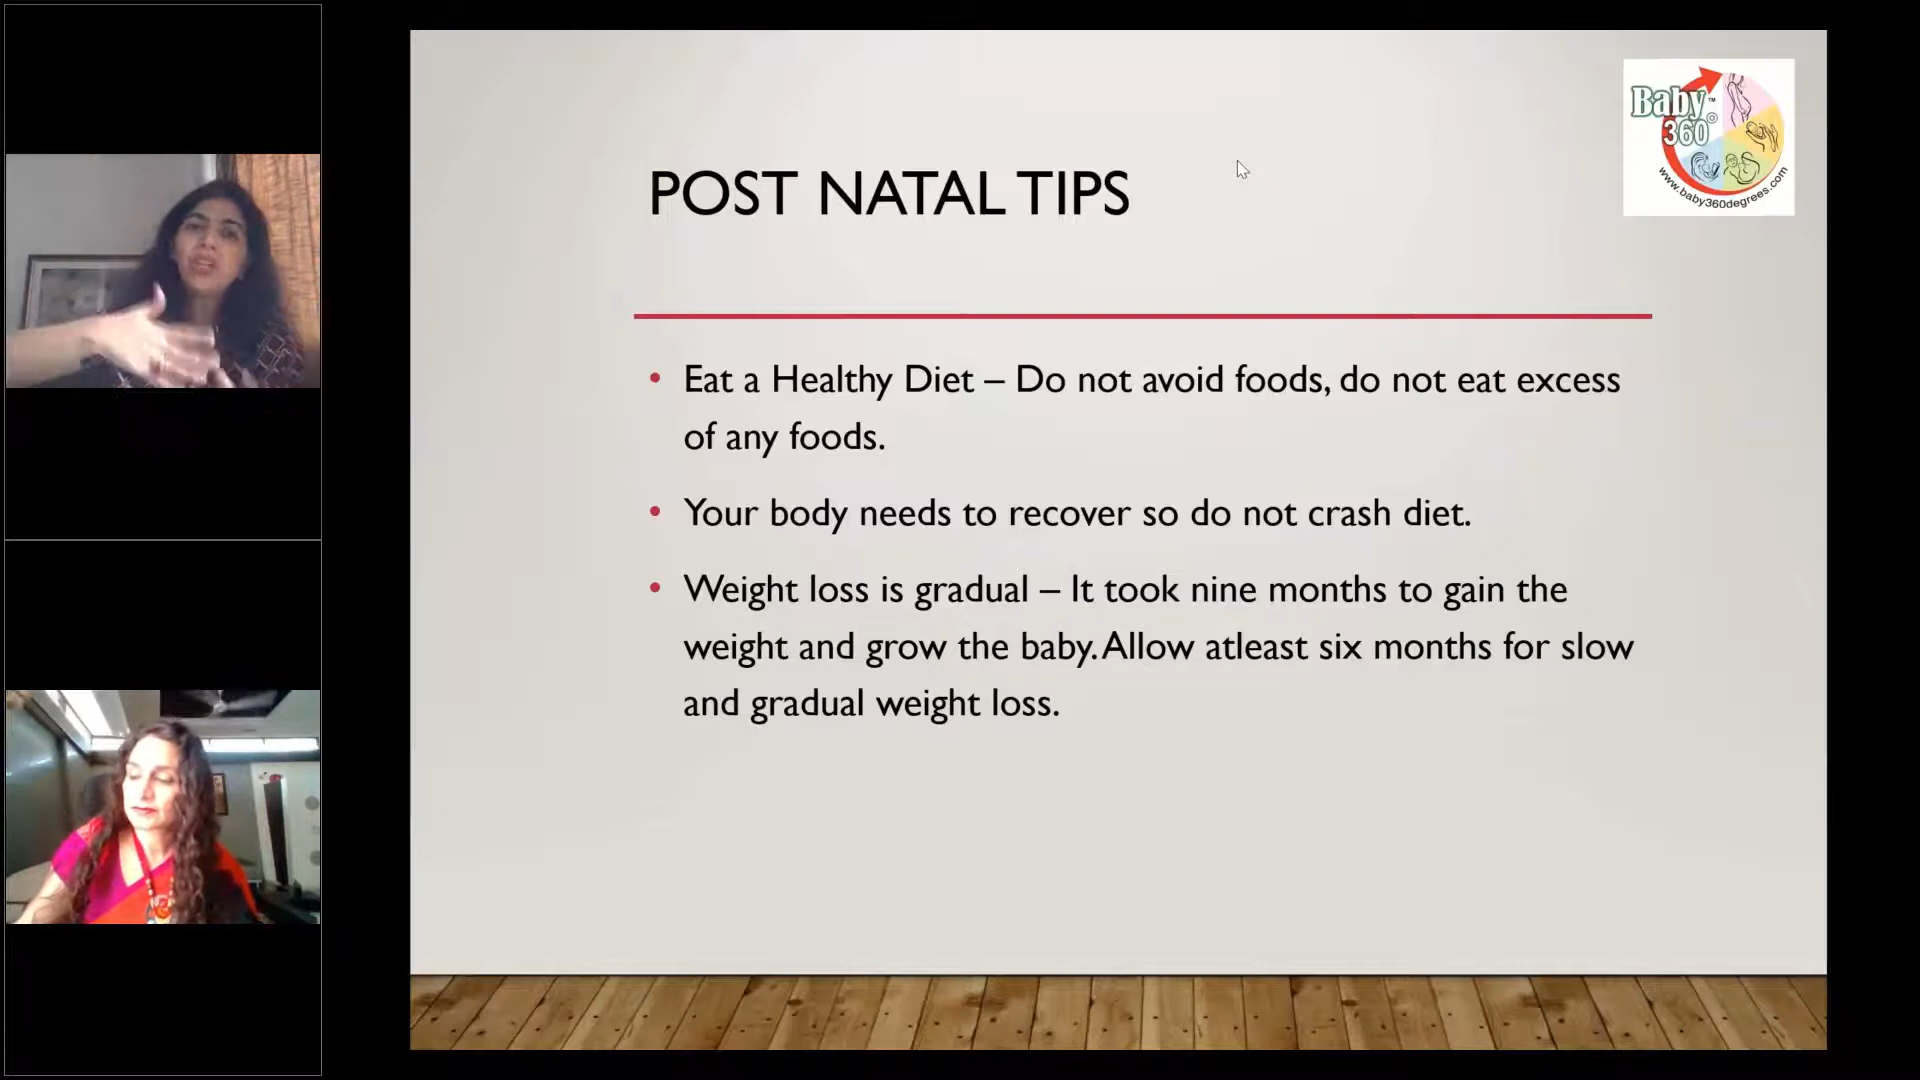 POST NATAL TIPS
Baby™
360°
www.baby360degrees.com
• Eat a Healthy Diet – Do not avoid foods, do not eat excess
of any foods.
• Your body needs to recover so do not crash diet.
• Weight loss is gradual – It took nine months to gain the
weight and grow the baby. Allow atleast six months for slow
and gradual weight loss.